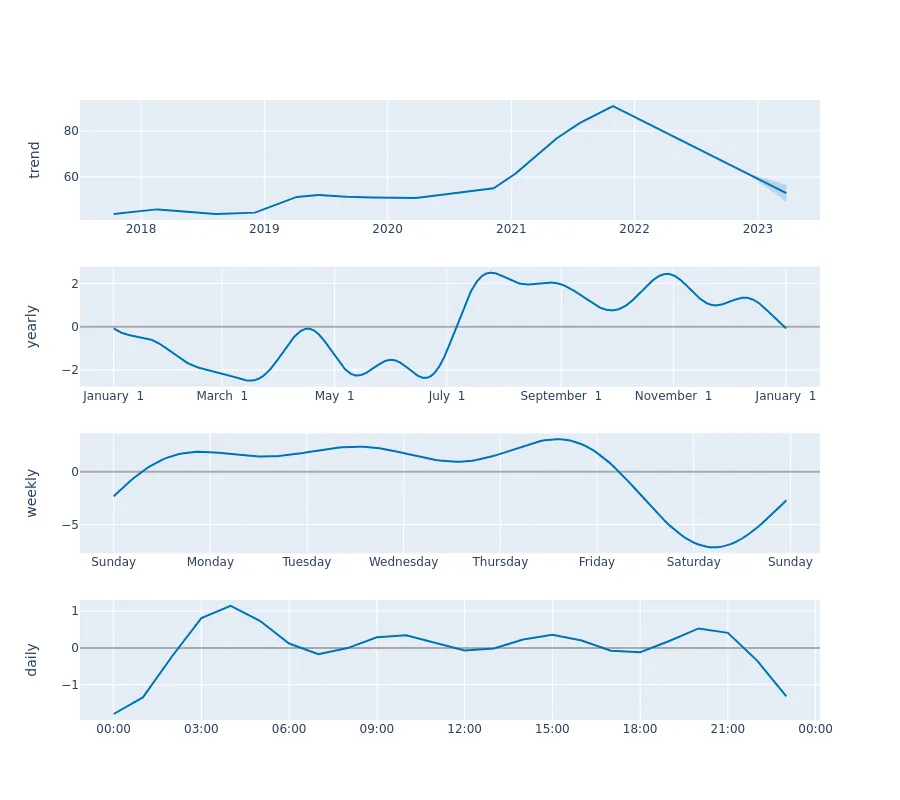 trend
80
60
2018 2019 2020 2021 2022 2023
yearly
2
0
−2
January 1 March 1 May 1 July 1 September 1 November 1 January 1
weekly
0
−5
Sunday Monday Tuesday Wednesday Thursday Friday Saturday Sunday
daily
1
0
−1
00:00 03:00 06:00 09:00 12:00 15:00 18:00 21:00 00:00